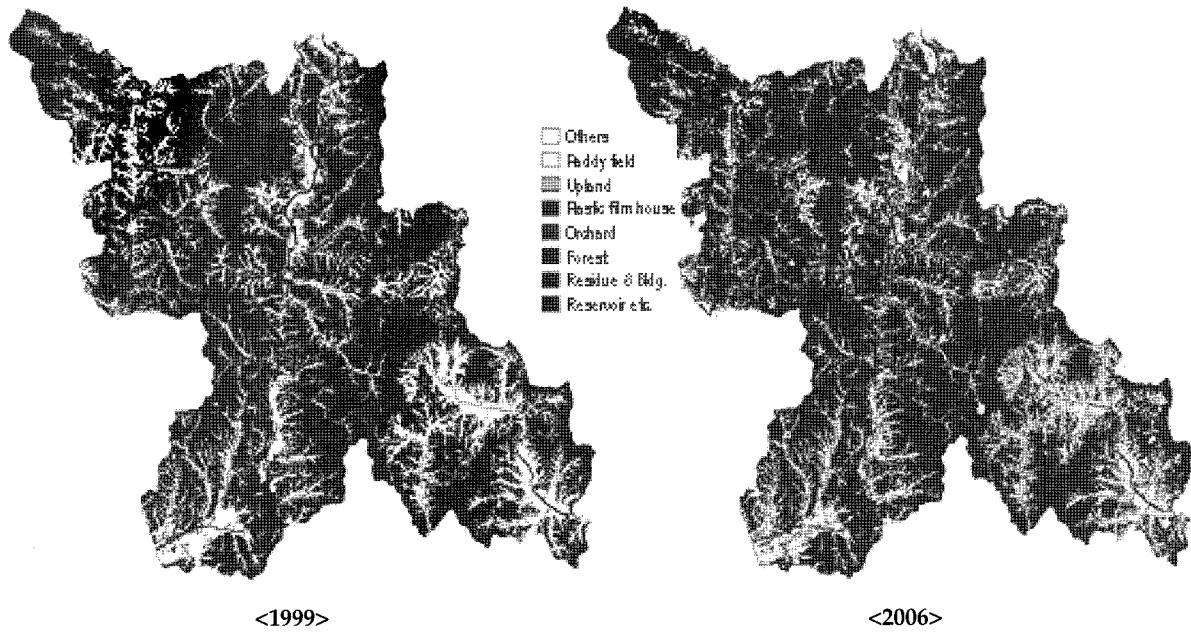 Others
Paddy field
Upland
Plastic film house
Orchard
Forest
Residue & Bldg.
Reservoir etc.
<1999>
<2006>